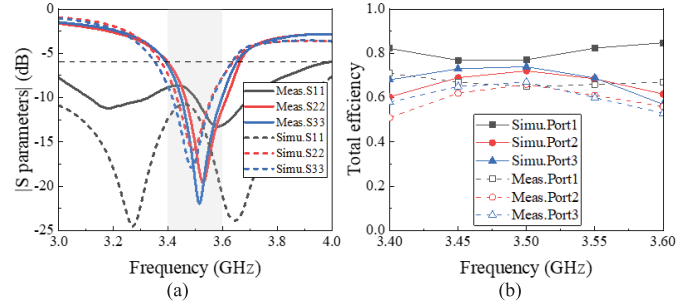 |S parameters| (dB)
0
-5
-10
-15
-20
-25
3.0
3.2
3.4
3.6
3.8
4.0
Frequency (GHz)
Meas.S11
Meas.S22
Meas.S33
Simu.S11
Simu.S22
Simu.S33
(a)
Total effciency
1.0
0.8
0.6
0.4
0.2
0.0
3.40
3.45
3.50
3.55
3.60
Frequency (GHz)
Simu.Port1
Simu.Port2
Simu.Port3
Meas.Port1
Meas.Port2
Meas.Port3
(b)